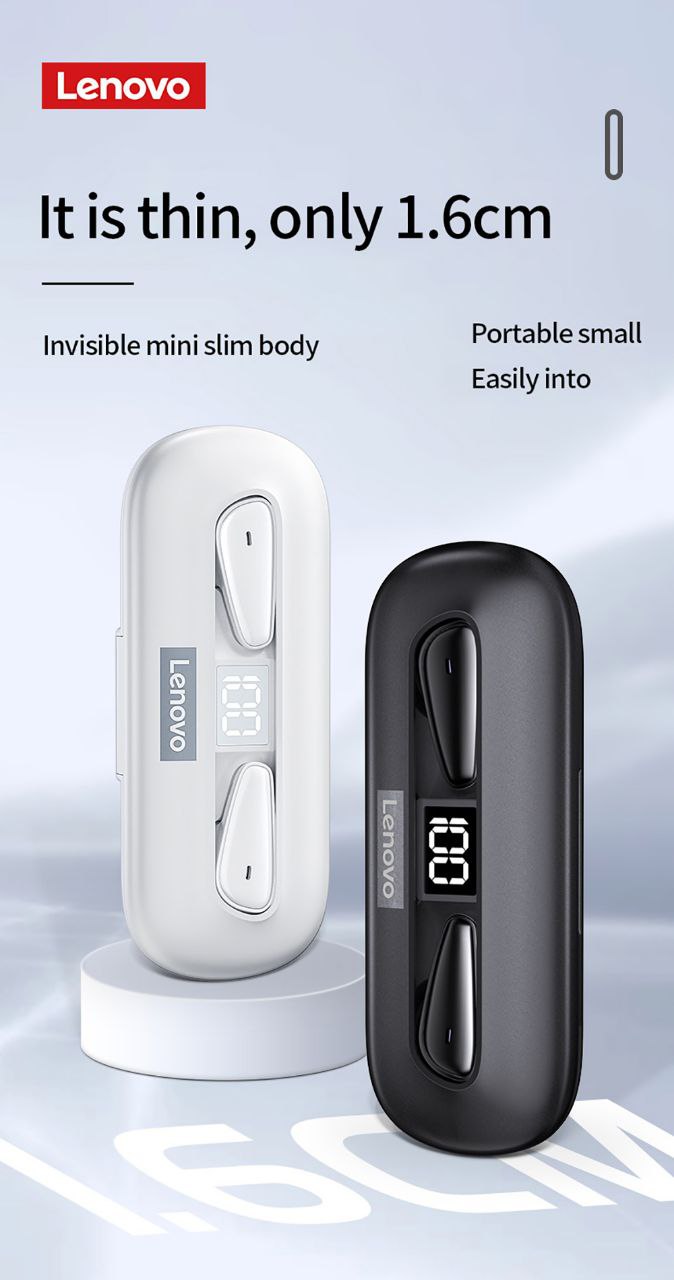 Lenovo
It is thin, only 1.6cm
Invisible mini slim body
Portable small
Easily into
Lenovo
100
Lenovo
100
1.6CM